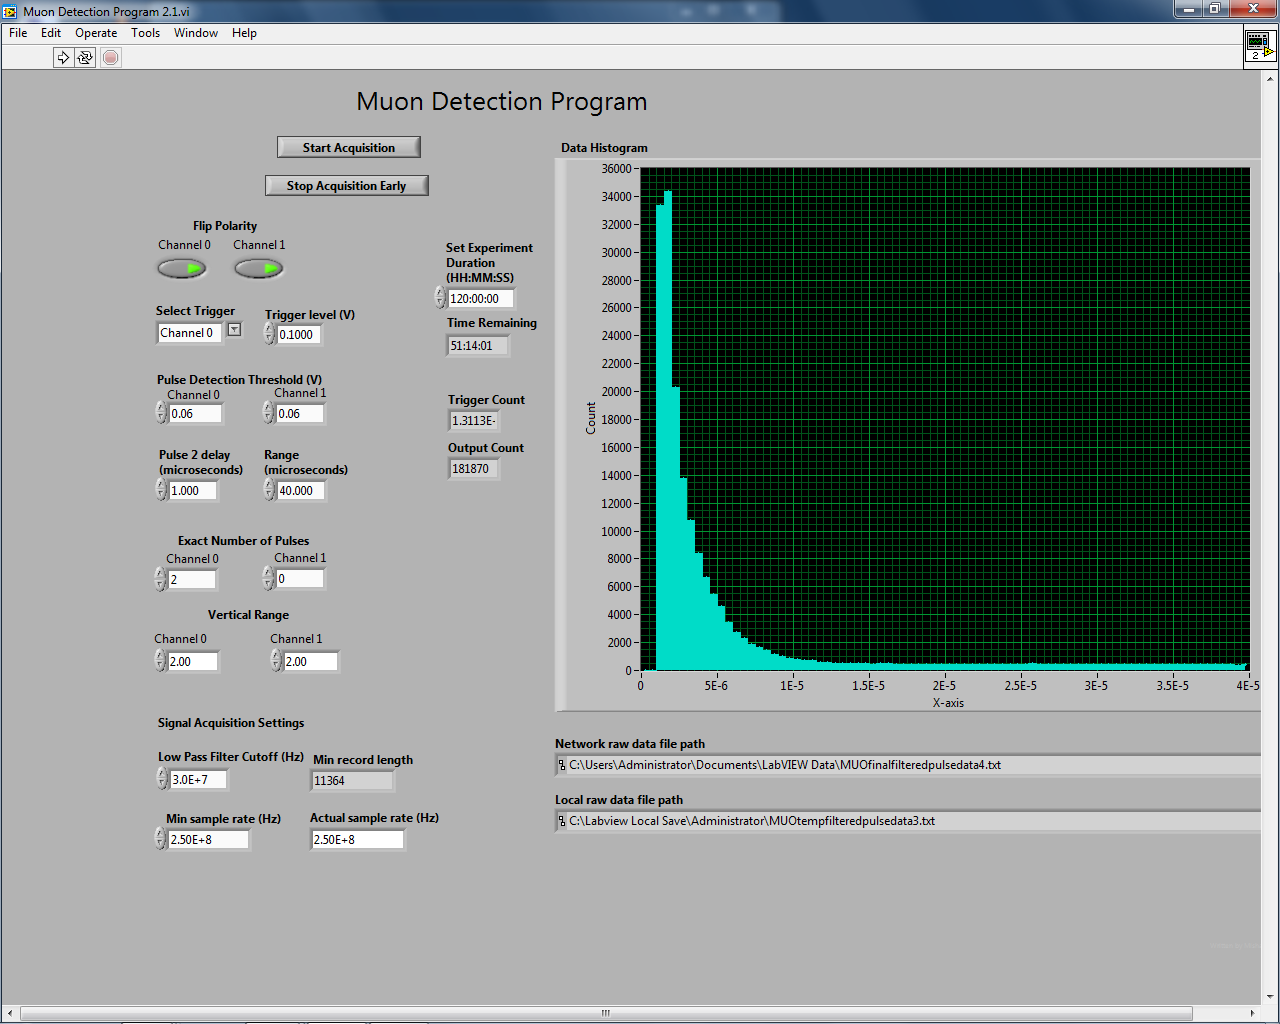 Muon Detection Program 2.1.vi
File Edit Operate Tools Window Help
2
Muon Detection Program
Start Acquisition
Stop Acquisition Early
Flip Polarity
Channel 0 Channel 1
Select Trigger
Channel 0
Trigger level (V)
0.1000
Pulse Detection Threshold (V)
Channel 0 Channel 1
0.06 0.06
Pulse 2 delay
(microseconds)
1.000
Range
(microseconds)
40.000
Exact Number of Pulses
Channel 0 Channel 1
2 0
Vertical Range
Channel 0 Channel 1
2.00 2.00
Signal Acquisition Settings
Low Pass Filter Cutoff (Hz)
3.0E+7
Min record length
11364
Min sample rate (Hz)
2.50E+8
Actual sample rate (Hz)
2.50E+8
Set Experiment
Duration
(HH:MM:SS)
120:00:00
Time Remaining
51:14:01
Trigger Count
1.3113E-
Output Count
181870
Data Histogram
36000
34000
32000
30000
28000
26000
24000
22000
20000
18000
16000
14000
12000
10000
8000
6000
4000
2000
0
Count
0 5E-6 1E-5 1.5E-5 2E-5 2.5E-5 3E-5 3.5E-5 4E-5
X-axis
Network raw data file path
C:\Users\Administrator\Documents\LabVIEW Data\MUOfinalfilteredpulsedata4.txt
Local raw data file path
C:\Labview Local Save\Administrator\MUOtempfilteredpulsedata3.txt